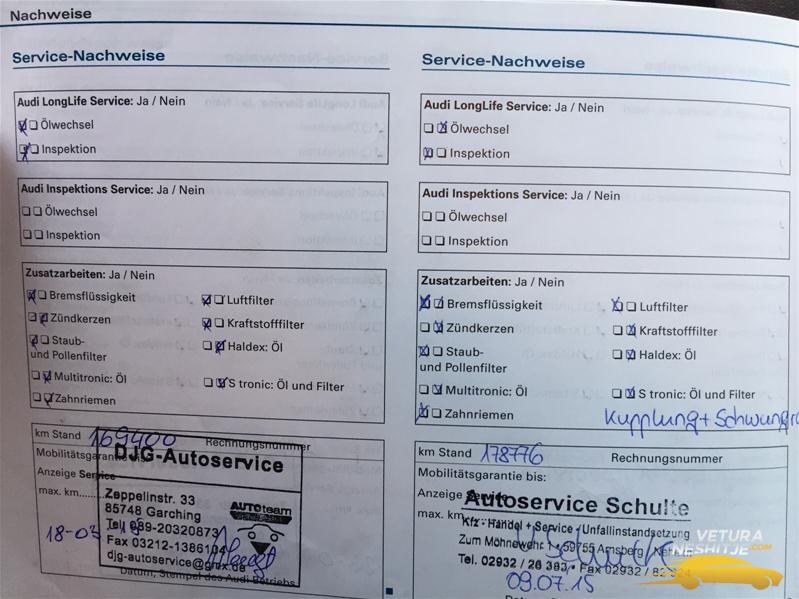 Nachweise
Service-Nachweise
Audi LongLife Service: Ja / Nein
Ölwechsel
Inspektion
Audi Inspektions Service: Ja / Nein
Ölwechsel
Inspektion
Zusatzarbeiten: Ja / Nein
Bremsflüssigkeit Luftfilter
Zündkerzen Kraftstofffilter
Staub- Haldex: Öl
und Pollenfilter
Multitronic: Öl S tronic: Öl und Filter
Zahnriemen
km Stand 169400 Rechnungsnummer
Mobilitätsgarantie bis:
DJG-Autoservice
Anzeige Service
max. km
Zeppelinstr. 33
85748 Garching
AUTOteam
Tel 089-20320873
Fax 03212-1386104
djg-autoservice@gmx.de
Datum, Stempel des Audi Betriebs
Service-Nachweise
Audi LongLife Service: Ja / Nein
Ölwechsel
Inspektion
Audi Inspektions Service: Ja / Nein
Ölwechsel
Inspektion
Zusatzarbeiten: Ja / Nein
Bremsflüssigkeit Luftfilter
Zündkerzen Kraftstofffilter
Staub- Haldex: Öl
und Pollenfilter
Multitronic: Öl S tronic: Öl und Filter
Zahnriemen Kupplung +
km Stand 178776 Rechnungsnummer
Mobilitätsgarantie bis:
Anzeige Service
Autoservice Schulte
max. km
Kfz - Handel + Service / Unfallinstandsetzung
Zum Möhnewehr 59755 Arnsberg
Tel. 02932 / 26 383 Fax 02932 /
09.07.15
VETURA
NESHITJE.COM